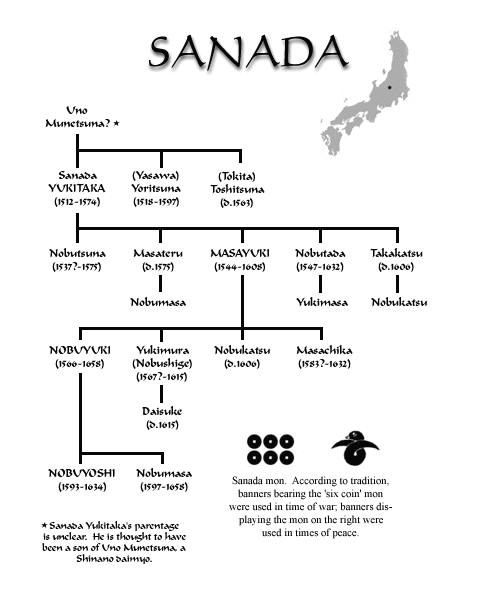 SANADA
Uno
Munetsuna? *
Sanada
YUKITAKA
(1512-1574)
(Yasawa)
Yoritsuna
(1518-1597)
(Tokita)
Toshitsuna
(d.1563)
Nobutsuna
(1537?-1575)
Masateru
(d.1575)
MASAYUKI
(1544-1608)
Nobutada
(1547-1632)
Takakatsu
(d.1606)
Nobumasa
Yukimasa
Nobukatsu
NOBUYUKI
(1566-1658)
Yukimura
(Nobushige)
(1567?-1615)
Nobukatsu
(d.1606)
Masachika
(1583?-1632)
Daisuke
(d.1615)
NOBUYOSHI
(1593-1634)
Nobumasa
(1597-1658)
Sanada mon. According to tradition,
banners bearing the 'six coin' mon
were used in time of war; banners dis-
playing the mon on the right were
used in times of peace.
* Sanada Yukitaka's parentage
is unclear. He is thought to have
been a son of Uno Munetsuna, a
Shinano daimyo.